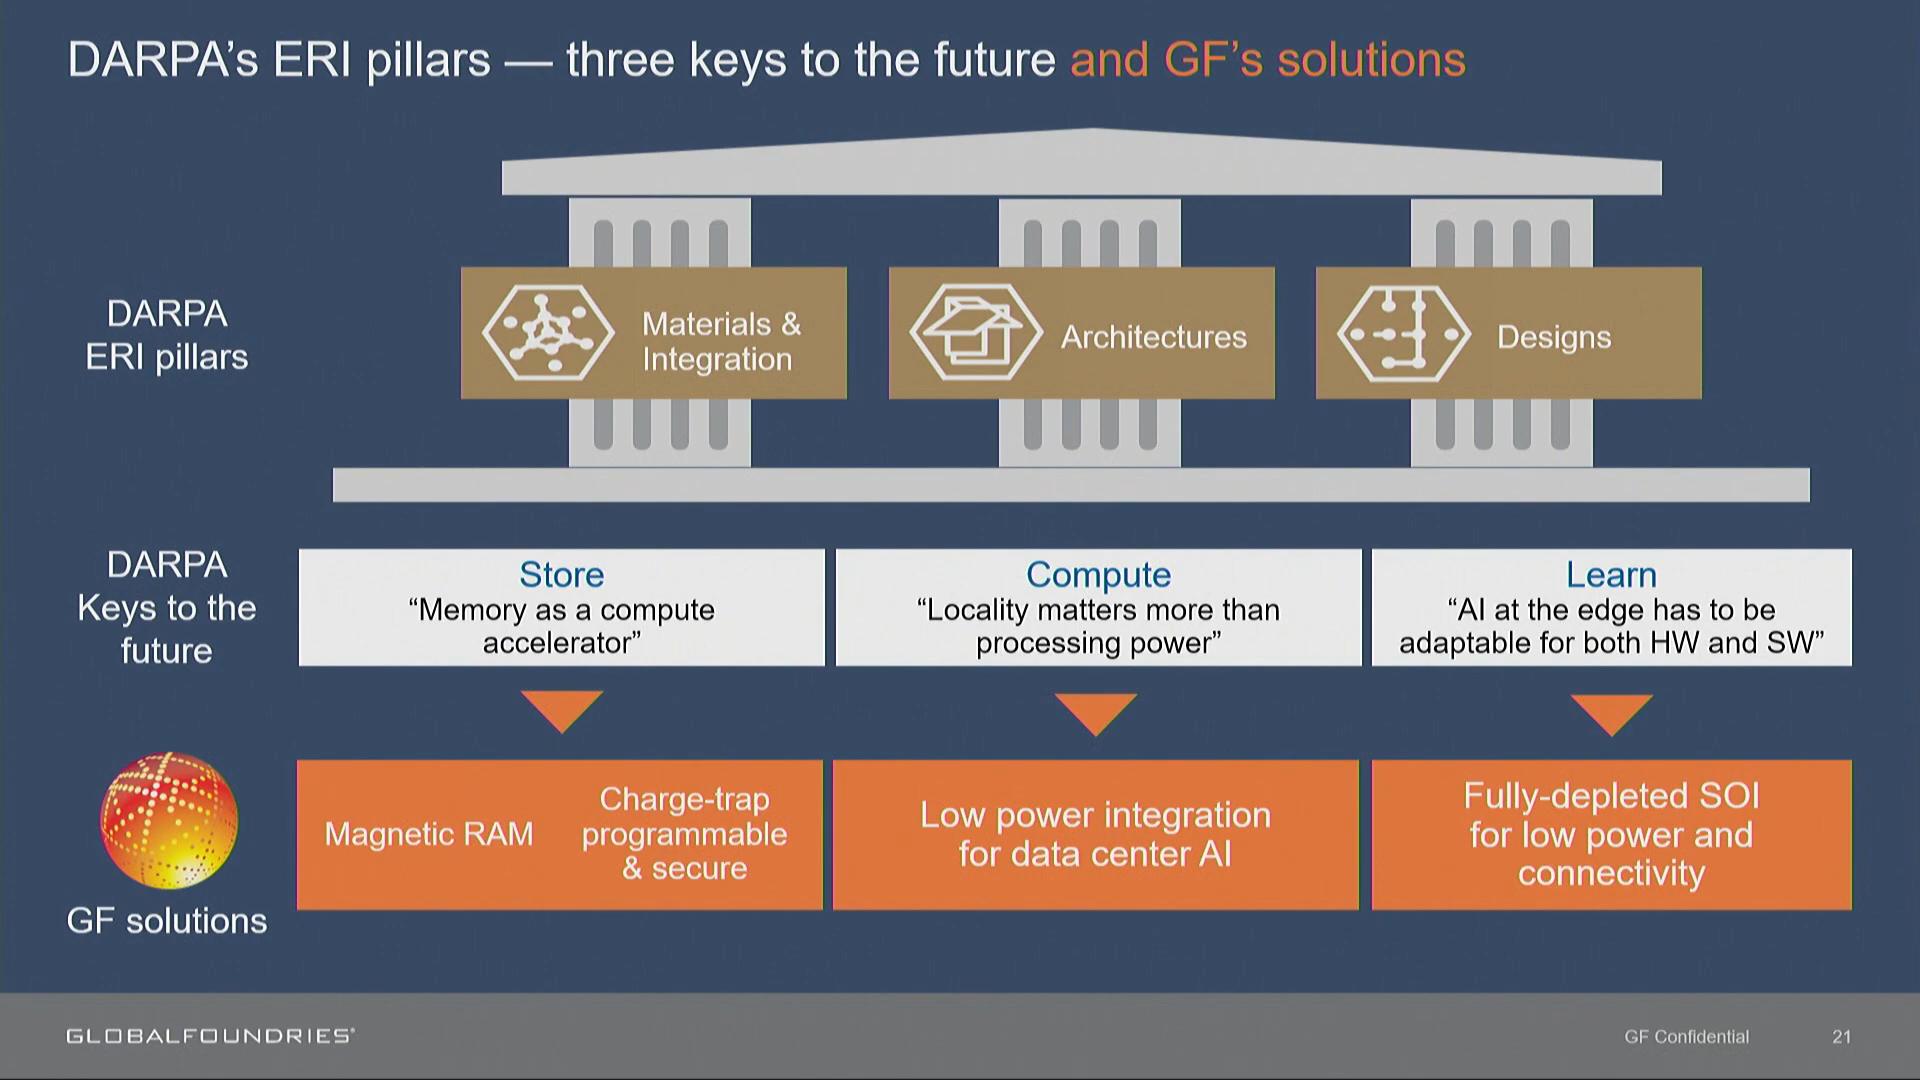 DARPA’s ERI pillars — three keys to the future and GF’s solutions
DARPA
ERI pillars
Materials &
Integration
Architectures
Designs
DARPA
Keys to the
future
Store
“Memory as a compute
accelerator”
Compute
“Locality matters more than
processing power”
Learn
“AI at the edge has to be
adaptable for both HW and SW”
GF solutions
Magnetic RAM
Charge-trap
programmable
& secure
Low power integration
for data center AI
Fully-depleted SOI
for low power and
connectivity
GLOBALFOUNDRIES®
GF Confidential
21